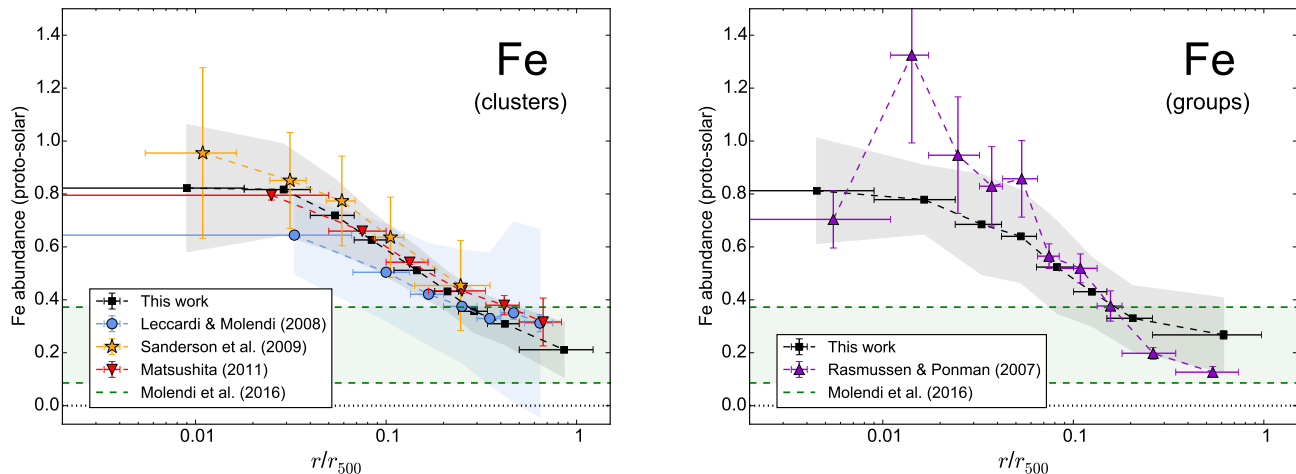 Fe
(clusters)
Fe abundance (proto-solar)
1.4
1.2
1.0
0.8
0.6
0.4
0.2
0.0
This work
Leccardi & Molendi (2008)
Sanderson et al. (2009)
Matsushita (2011)
Molendi et al. (2016)
0.01
0.1
1
r/r500
Fe
(groups)
Fe abundance (proto-solar)
1.4
1.2
1.0
0.8
0.6
0.4
0.2
0.0
This work
Rasmussen & Ponman (2007)
Molendi et al. (2016)
0.01
0.1
1
r/r500